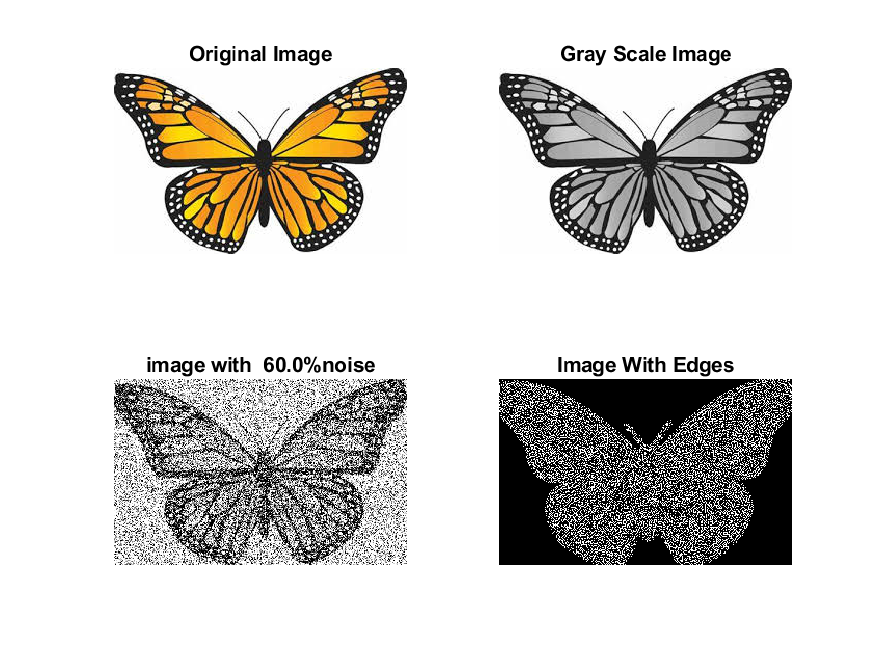 Original Image
Gray Scale Image
image with  60.0%noise
Image With Edges